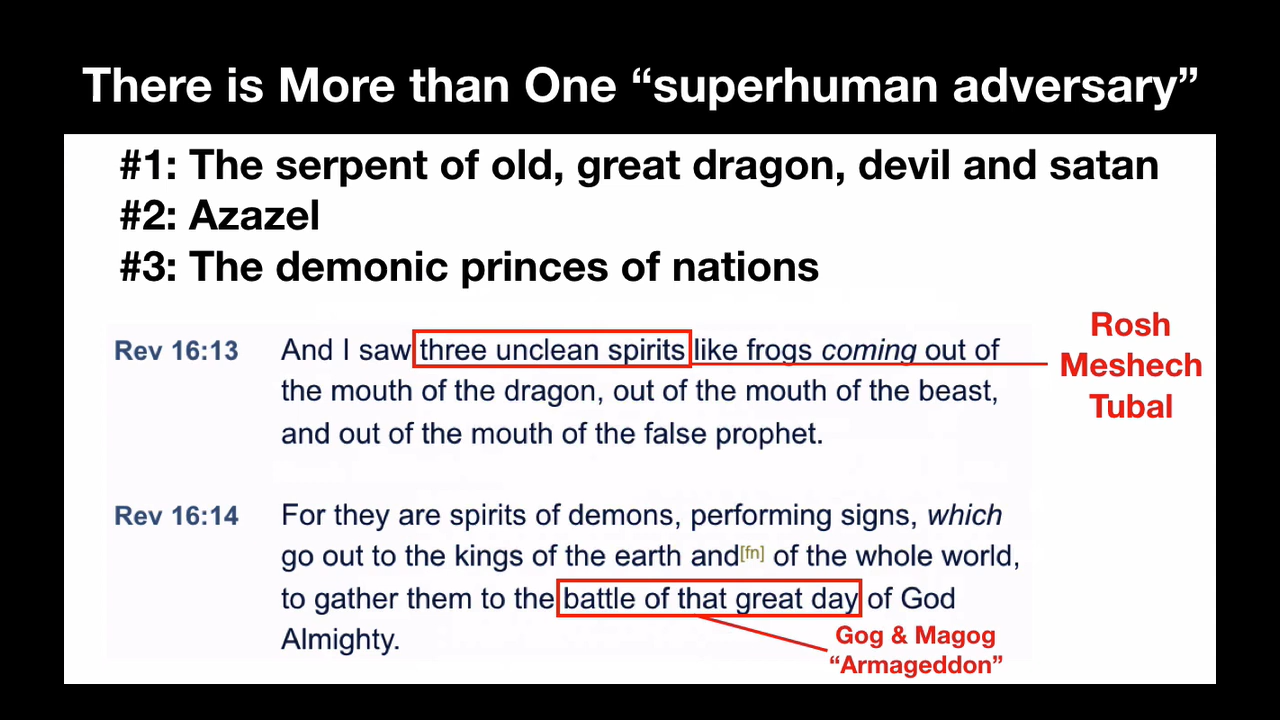 There is More than One “superhuman adversary”
#1: The serpent of old, great dragon, devil and satan
#2: Azazel
#3: The demonic princes of nations
Rev 16:13 And I saw three unclean spirits like frogs coming out of
the mouth of the dragon, out of the mouth of the beast,
and out of the mouth of the false prophet.
Rosh
Meshech
Tubal
Rev 16:14 For they are spirits of demons, performing signs, which
go out to the kings of the earth and[fn] of the whole world,
to gather them to the battle of that great day of God
Almighty.
Gog & Magog
“Armageddon”